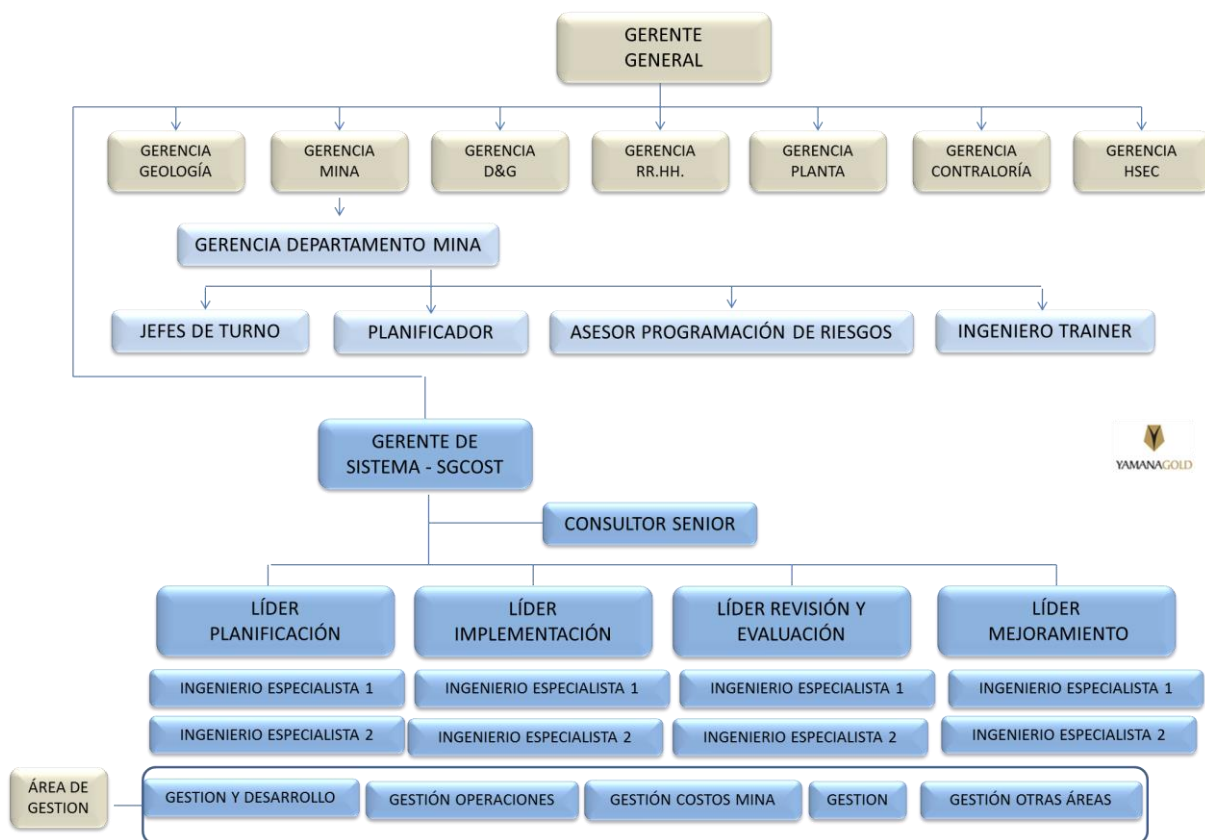 GERENTE
GENERAL
GERENCIA
GEOLOGÍA
GERENCIA
MINA
GERENCIA
D&G
GERENCIA
RR.HH.
GERENCIA
PLANTA
GERENCIA
CONTRALORÍA
GERENCIA
HSEC
GERENCIA DEPARTAMENTO MINA
JEFES DE TURNO
PLANIFICADOR
ASESOR PROGRAMACIÓN DE RIESGOS
INGENIERO TRAINER
GERENTE DE
SISTEMA - SGCOST
YAMANAGOLD
CONSULTOR SENIOR
LÍDER
PLANIFICACIÓN
LÍDER
IMPLEMENTACIÓN
LÍDER REVISIÓN Y
EVALUACIÓN
LÍDER
MEJORAMIENTO
INGENIERIO ESPECIALISTA 1
INGENIERIO ESPECIALISTA 1
INGENIERIO ESPECIALISTA 1
INGENIERIO ESPECIALISTA 1
INGENIERIO ESPECIALISTA 2
INGENIERIO ESPECIALISTA 2
INGENIERIO ESPECIALISTA 2
INGENIERIO ESPECIALISTA 2
ÁREA DE
GESTION
GESTION Y DESARROLLO
GESTIÓN OPERACIONES
GESTIÓN COSTOS MINA
GESTION
GESTIÓN OTRAS ÁREAS